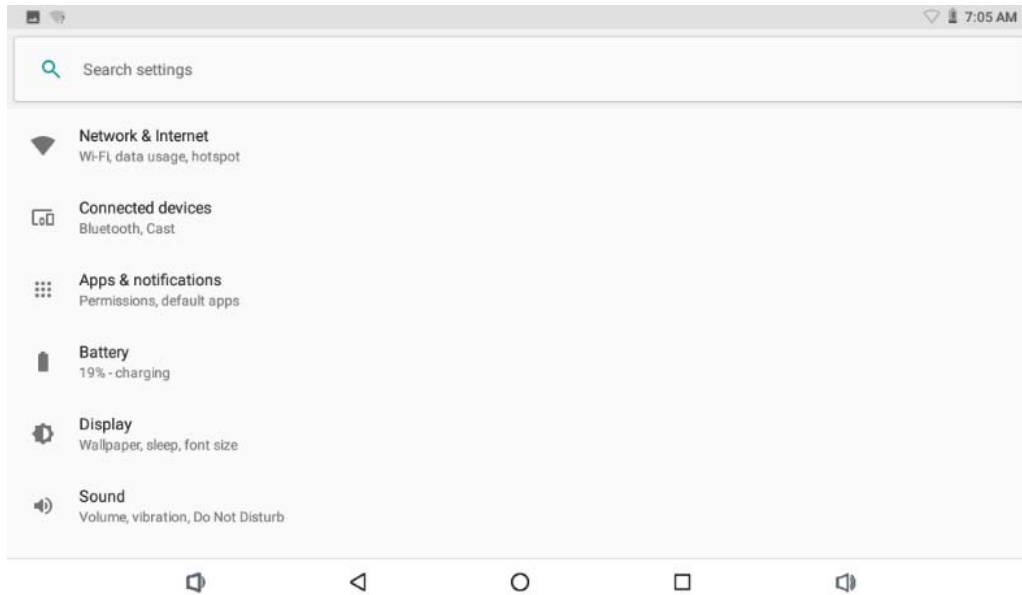 7:05 AM
Search settings
Network & Internet
Wi-Fi, data usage, hotspot
Connected devices
Bluetooth, Cast
Apps & notifications
Permissions, default apps
Battery
19% - charging
Display
Wallpaper, sleep, font size
Sound
Volume, vibration, Do Not Disturb